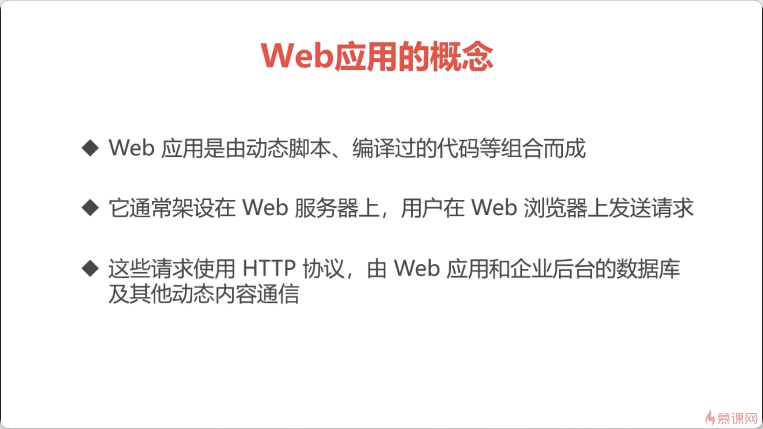 Web应用的概念
◆ Web 应用是由动态脚本、编译过的代码等组合而成
◆ 它通常架设在 Web 服务器上，用户在 Web 浏览器上发送请求
◆ 这些请求使用 HTTP 协议，由 Web 应用和企业后台的数据库
及其他动态内容通信
慕课网